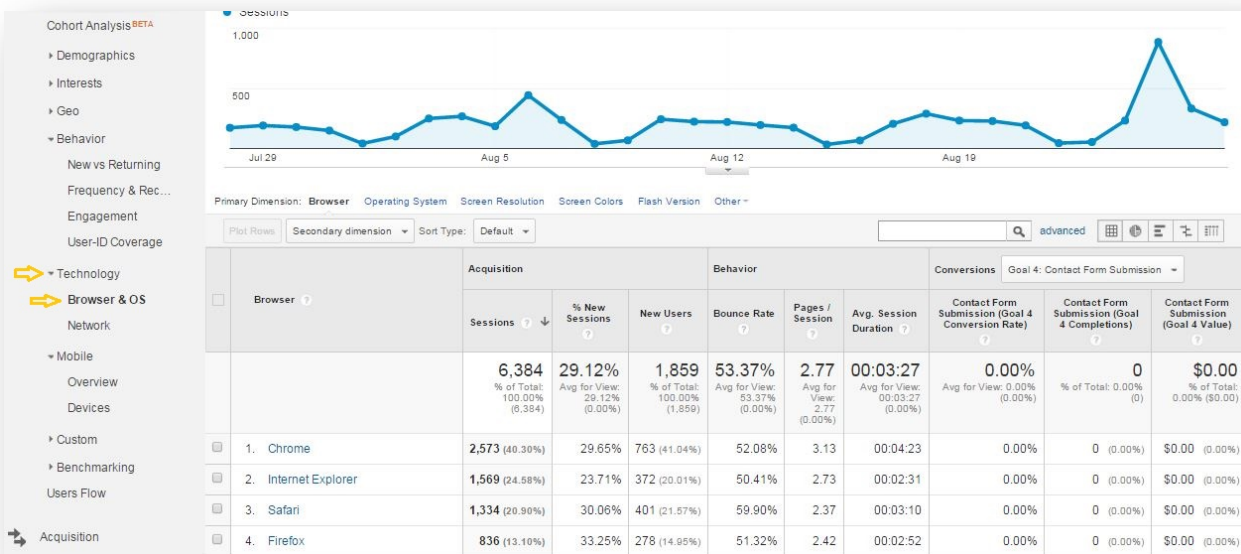 Cohort Analysis BETA
Demographics
Interests
Geo
Behavior
New vs Returning
Frequency & Rec...
Engagement
User-ID Coverage
Technology
Browser & OS
Network
Mobile
Overview
Devices
Custom
Benchmarking
Users Flow
Acquisition
Sessions
1,000
500
Jul 29 Aug 5 Aug 12 Aug 19
Primary Dimension: Browser Operating System Screen Resolution Screen Colors Flash Version Other
Plot Rows Secondary dimension Sort Type: Default advanced
Browser ?
Acquisition Behavior Conversions Goal 4: Contact Form Submission
Sessions ? % New Sessions ? New Users ? Bounce Rate ? Pages / Session ? Avg. Session Duration ? Contact Form Submission (Goal 4 Conversion Rate) ? Contact Form Submission (Goal 4 Completions) ? Contact Form Submission (Goal 4 Value) ?
6,384 % of Total: 100.00% (6,384) 29.12% Avg for View: 29.12% (0.00%) 1,859 % of Total: 100.00% (1,859) 53.37% Avg for View: 53.37% (0.00%) 2.77 Avg for View: 2.77 (0.00%) 00:03:27 Avg for View: 00:03:27 (0.00%) 0.00% Avg for View: 0.00% (0.00%) 0 % of Total: 0.00% (0) $0.00 % of Total: 0.00% ($0.00)
1. Chrome 2,573 (40.30%) 29.65% 763 (41.04%) 52.08% 3.13 00:04:23 0.00% 0 (0.00%) $0.00 (0.00%)
2. Internet Explorer 1,569 (24.58%) 23.71% 372 (20.01%) 50.41% 2.73 00:02:31 0.00% 0 (0.00%) $0.00 (0.00%)
3. Safari 1,334 (20.90%) 30.06% 401 (21.57%) 59.90% 2.37 00:03:10 0.00% 0 (0.00%) $0.00 (0.00%)
4. Firefox 836 (13.10%) 33.25% 278 (14.95%) 51.32% 2.42 00:02:52 0.00% 0 (0.00%) $0.00 (0.00%)